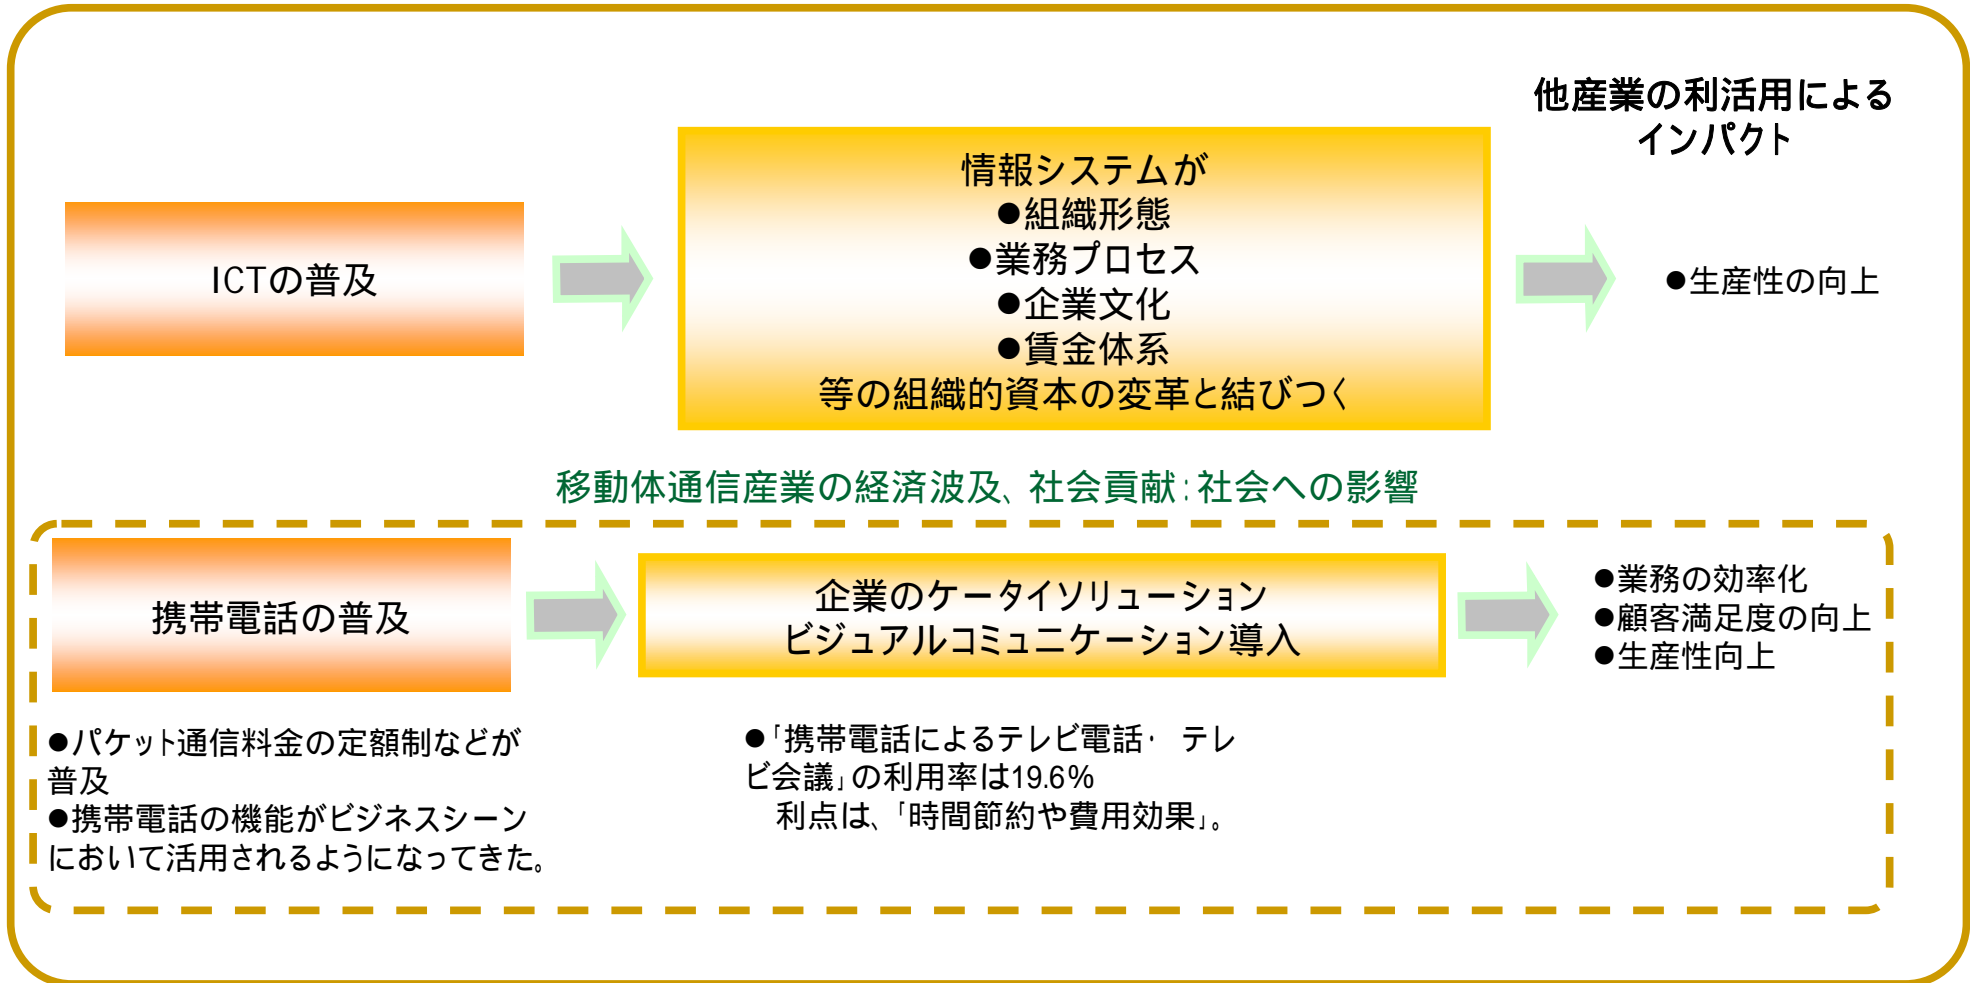 他産業の利活用による
インパクト
ICTの普及
情報システムが
●組織形態
●業務プロセス
●企業文化
●賃金体系
等の組織的資本の変革と結びつく
●生産性の向上
移動体通信産業の経済波及、社会貢献:社会への影響
携帯電話の普及
企業のケータイソリューション
ビジュアルコミュニケーション導入
●業務の効率化
●顧客満足度の向上
●生産性向上
●パケット通信料金の定額制などが
普及
●携帯電話の機能がビジネスシーン
において活用されるようになってきた。
●「携帯電話によるテレビ電話・ テレ
ビ会議」の利用率は19.6%
利点は、「時間節約や費用効果」。